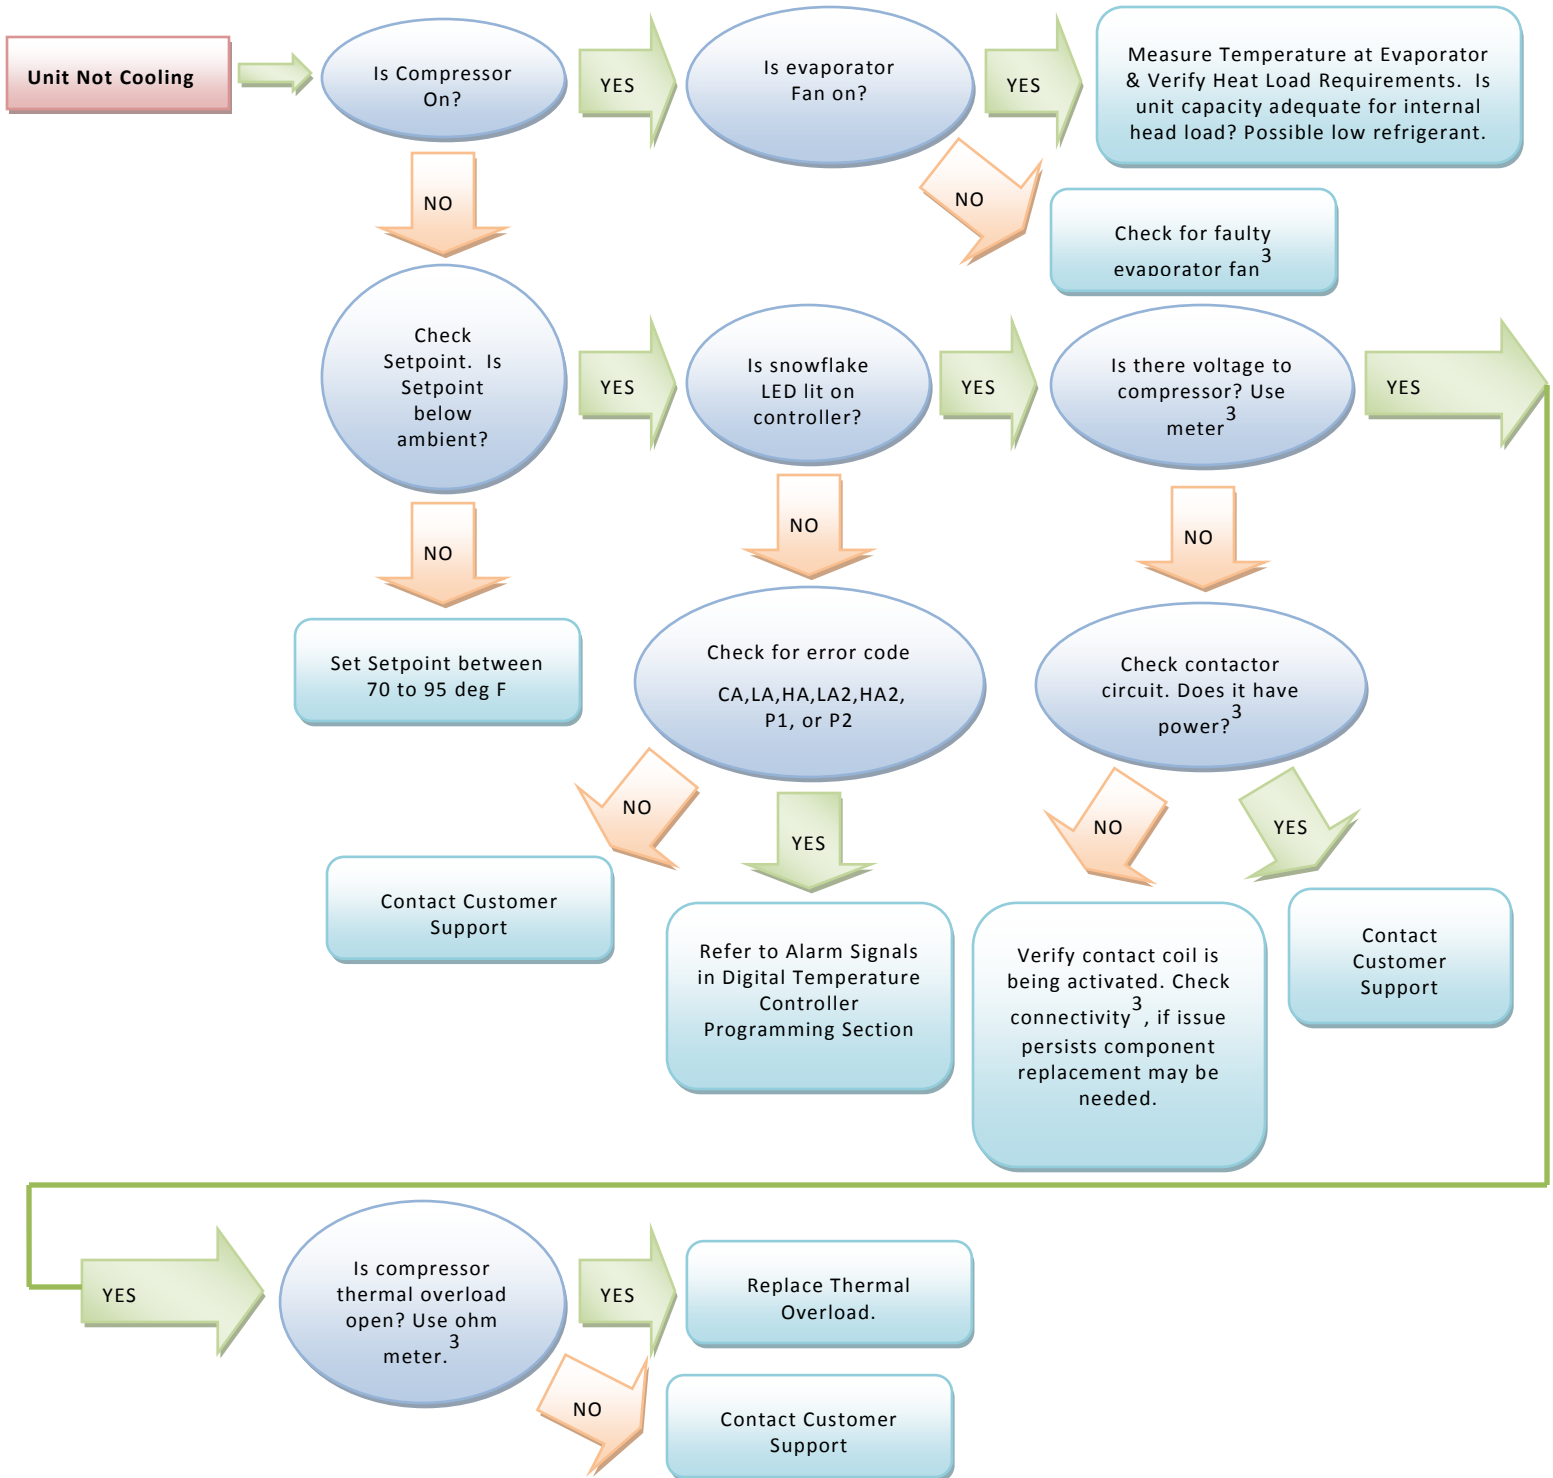 Unit Not Cooling
Is Compressor
On?
YES
Is evaporator
Fan on?
YES
Measure Temperature at Evaporator
& Verify Heat Load Requirements.  Is
unit capacity adequate for internal
head load? Possible low refrigerant.
NO
NO
Check for faulty
evaporator fan3
Check
Setpoint.  Is
Setpoint
below
ambient?
YES
Is snowflake
LED lit on
controller?
YES
Is there voltage to
compressor? Use
meter3
YES
NO
NO
NO
Set Setpoint between
70 to 95 deg F
Check for error code
CA,LA,HA,LA2,HA2,
P1, or P2
Check contactor
circuit. Does it have
power?3
NO
YES
NO
YES
Contact Customer
Support
Refer to Alarm Signals
in Digital Temperature
Controller
Programming Section
Verify contact coil is
being activated. Check
connectivity3, if issue
persists component
replacement may be
needed.
Contact
Customer
Support
YES
Is compressor
thermal overload
open? Use ohm
meter.3
YES
Replace Thermal
Overload.
NO
Contact Customer
Support